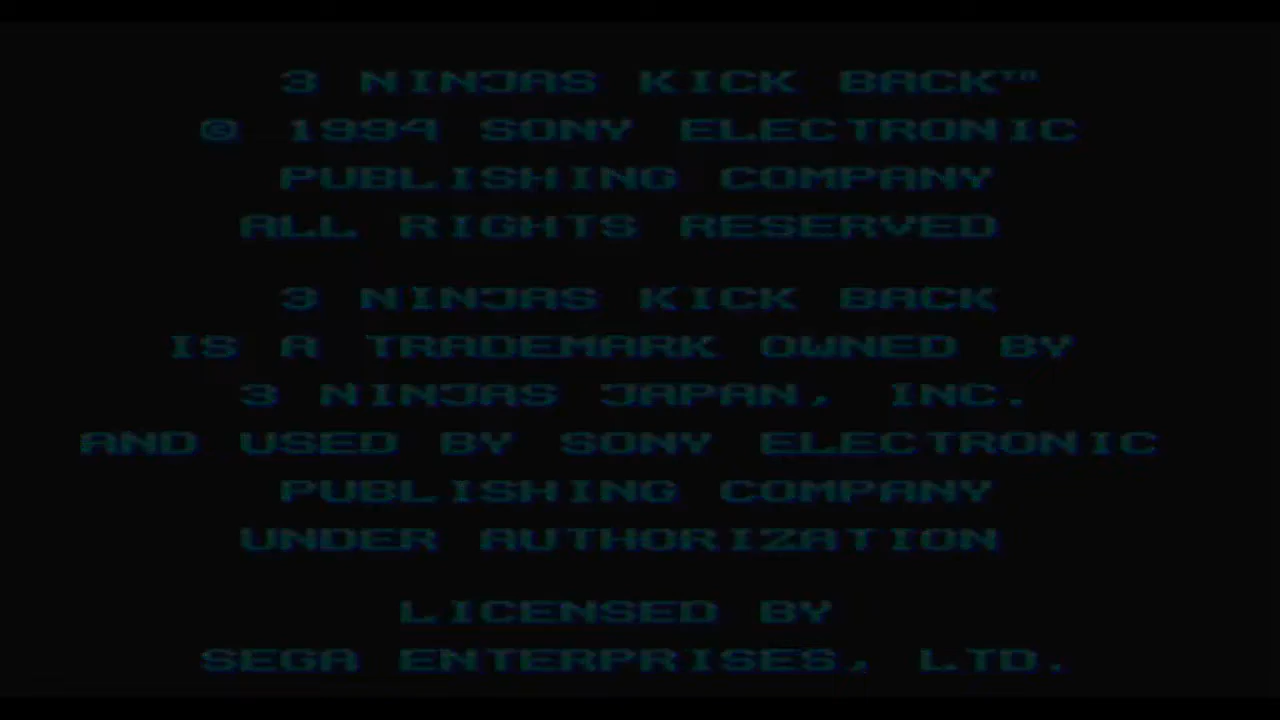 3 NINJAS KICK BACK™
© 1994 SONY ELECTRONIC
PUBLISHING COMPANY
ALL RIGHTS RESERVED
3 NINJAS KICK BACK
IS A TRADEMARK OWNED BY
3 NINJAS JAPAN, INC.
AND USED BY SONY ELECTRONIC
PUBLISHING COMPANY
UNDER AUTHORIZATION
LICENSED BY
SEGA ENTERPRISES, LTD.